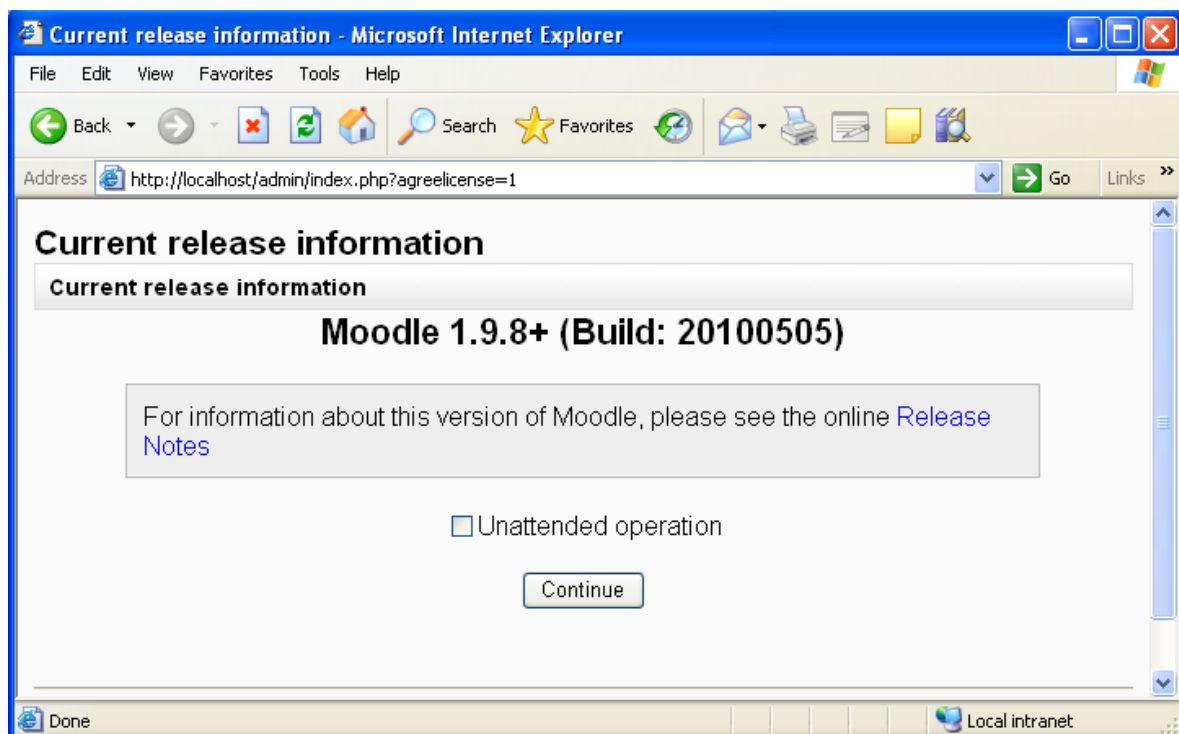 Current release information - Microsoft Internet Explorer
File Edit View Favorites Tools Help
Back Search Favorites
Address http://localhost/admin/index.php?agreelicense=1 Go Links »
Current release information
Current release information
Moodle 1.9.8+ (Build: 20100505)
For information about this version of Moodle, please see the online Release
Notes
Unattended operation
Continue
Done Local intranet